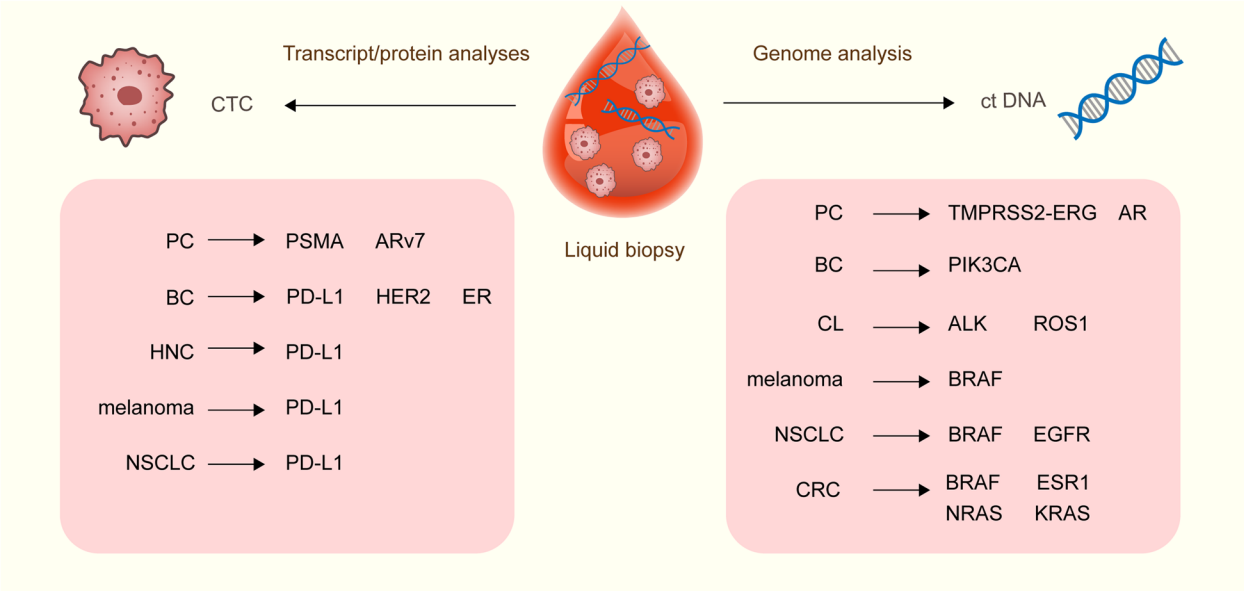 Transcript/protein analyses
Genome analysis
CTC
ct DNA
Liquid biopsy
PC PSMA ARv7
BC PD-L1 HER2 ER
HNC PD-L1
melanoma PD-L1
NSCLC PD-L1
PC TMPRSS2-ERG AR
BC PIK3CA
CL ALK ROS1
melanoma BRAF
NSCLC BRAF EGFR
CRC BRAF ESR1
NRAS KRAS